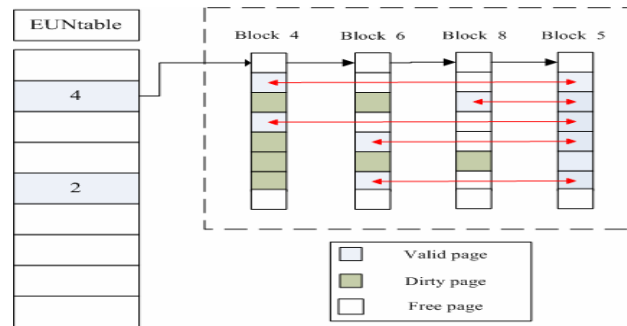 EUNtable
Block 4 Block 6 Block 8 Block 5
4
2
Valid page
Dirty page
Free page